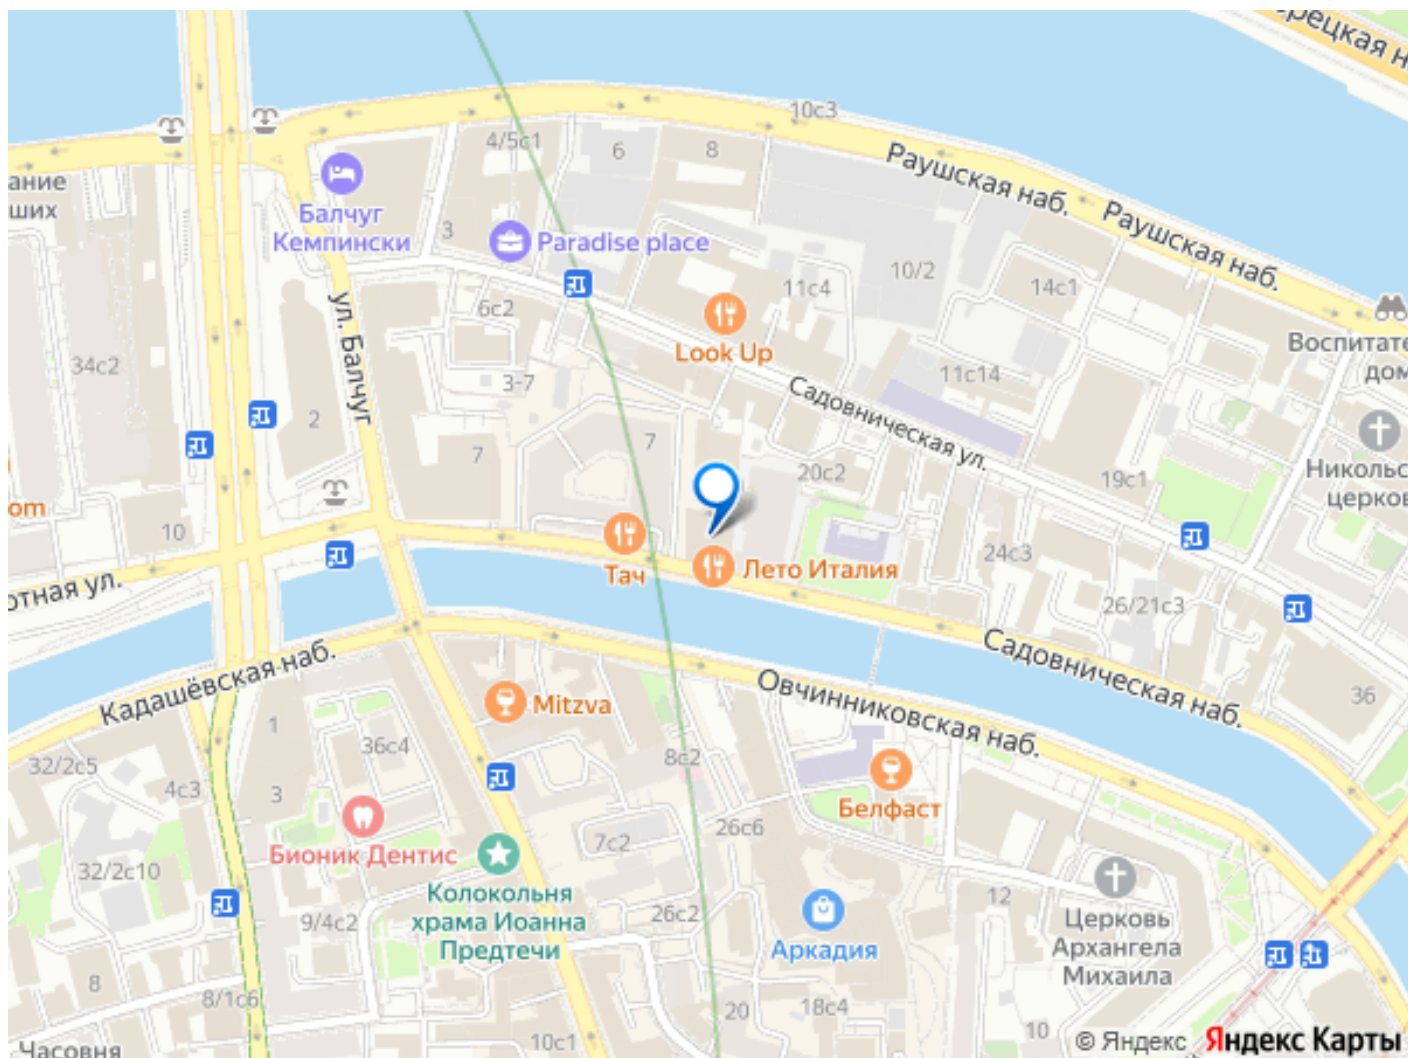 рецкая н
10с3
4/5с1
6
8
Раушская наб.
Раушская наб.
ание
ших
Балчуг
Кемпински
3
Paradise place
10/2
14с1
11с4
6с2
ул. Балчуг
Look Up
Воспитате
дом
34с2
3-7
11с14
Садовническая ул.
2
7
7
20с2
19с1
Никольс
церков
om
10
24с3
Тач
Лето Италия
отная ул.
26/21с3
Кадашёвская наб.
Садовническая наб.
Овчинниковская наб.
36
Mitzva
1
36с4
32/2с5
4с3
3
8с2
Белфаст
26с6
7с2
Бионик Дентис
32/2с10
Колокольня
храма Иоанна
Предтечи
9/4с2
26с2
Аркадия
12
Церковь
Архангела
Михаила
8
8/1с6
20
18с4
10
10с1
Часовня
© Яндекс Яндекс Карты